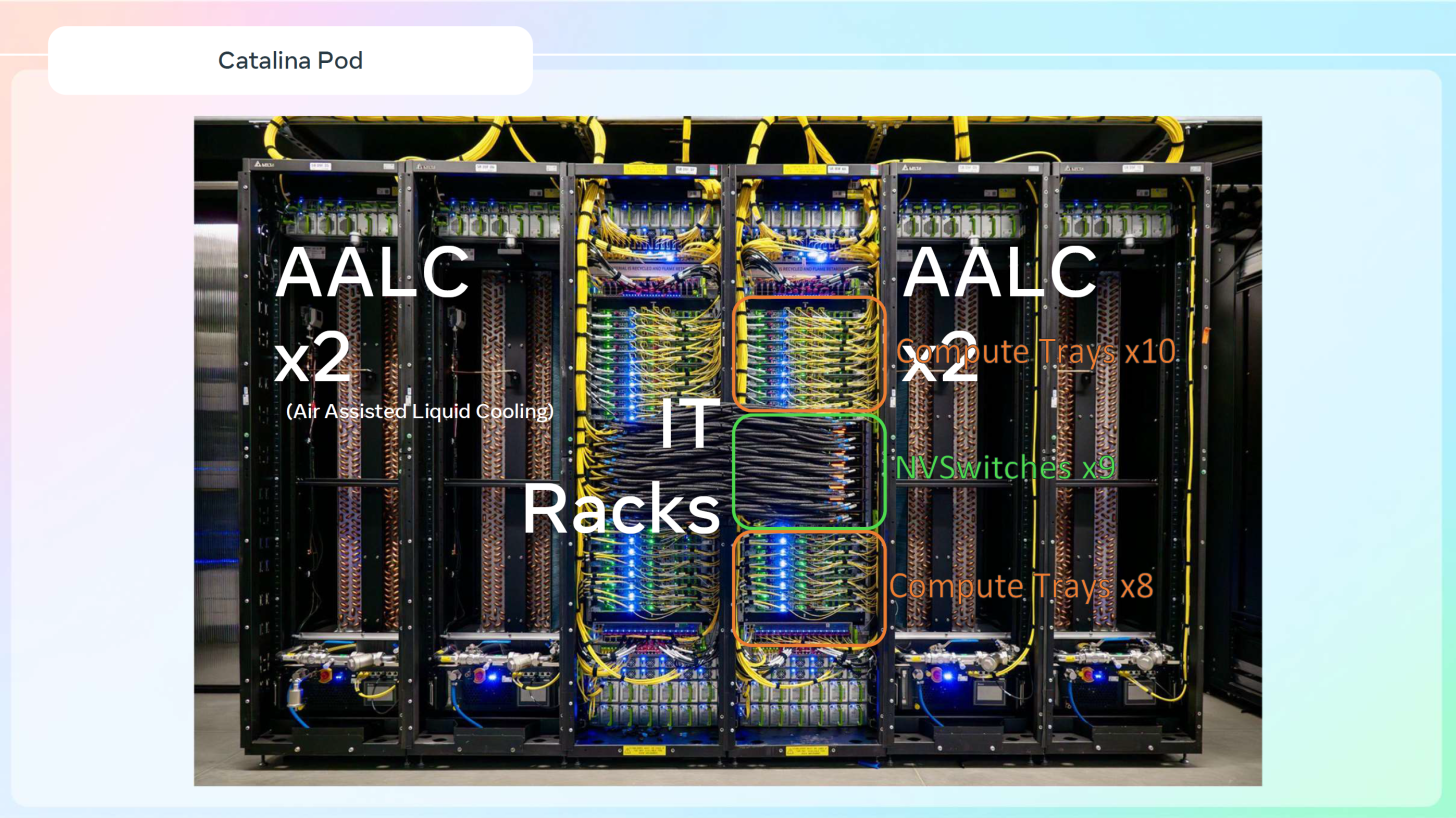 Catalina Pod
AALC
x2
(Air Assisted Liquid Cooling)
IT
Racks
AALC
x2
Compute Trays x10
NVSwitches x9
Compute Trays x8